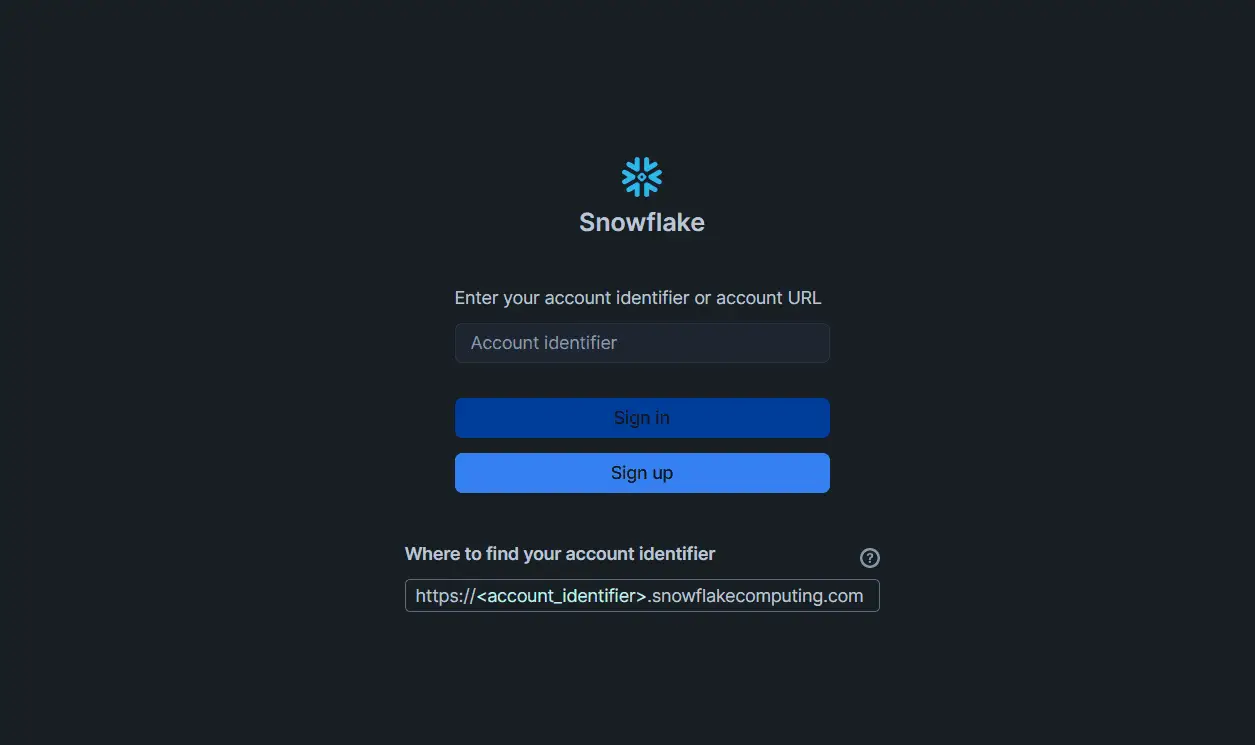 Snowflake
Enter your account identifier or account URL
Account identifier
Sign in
Sign up
Where to find your account identifier
?
https://<account_identifier>.snowflakecomputing.com